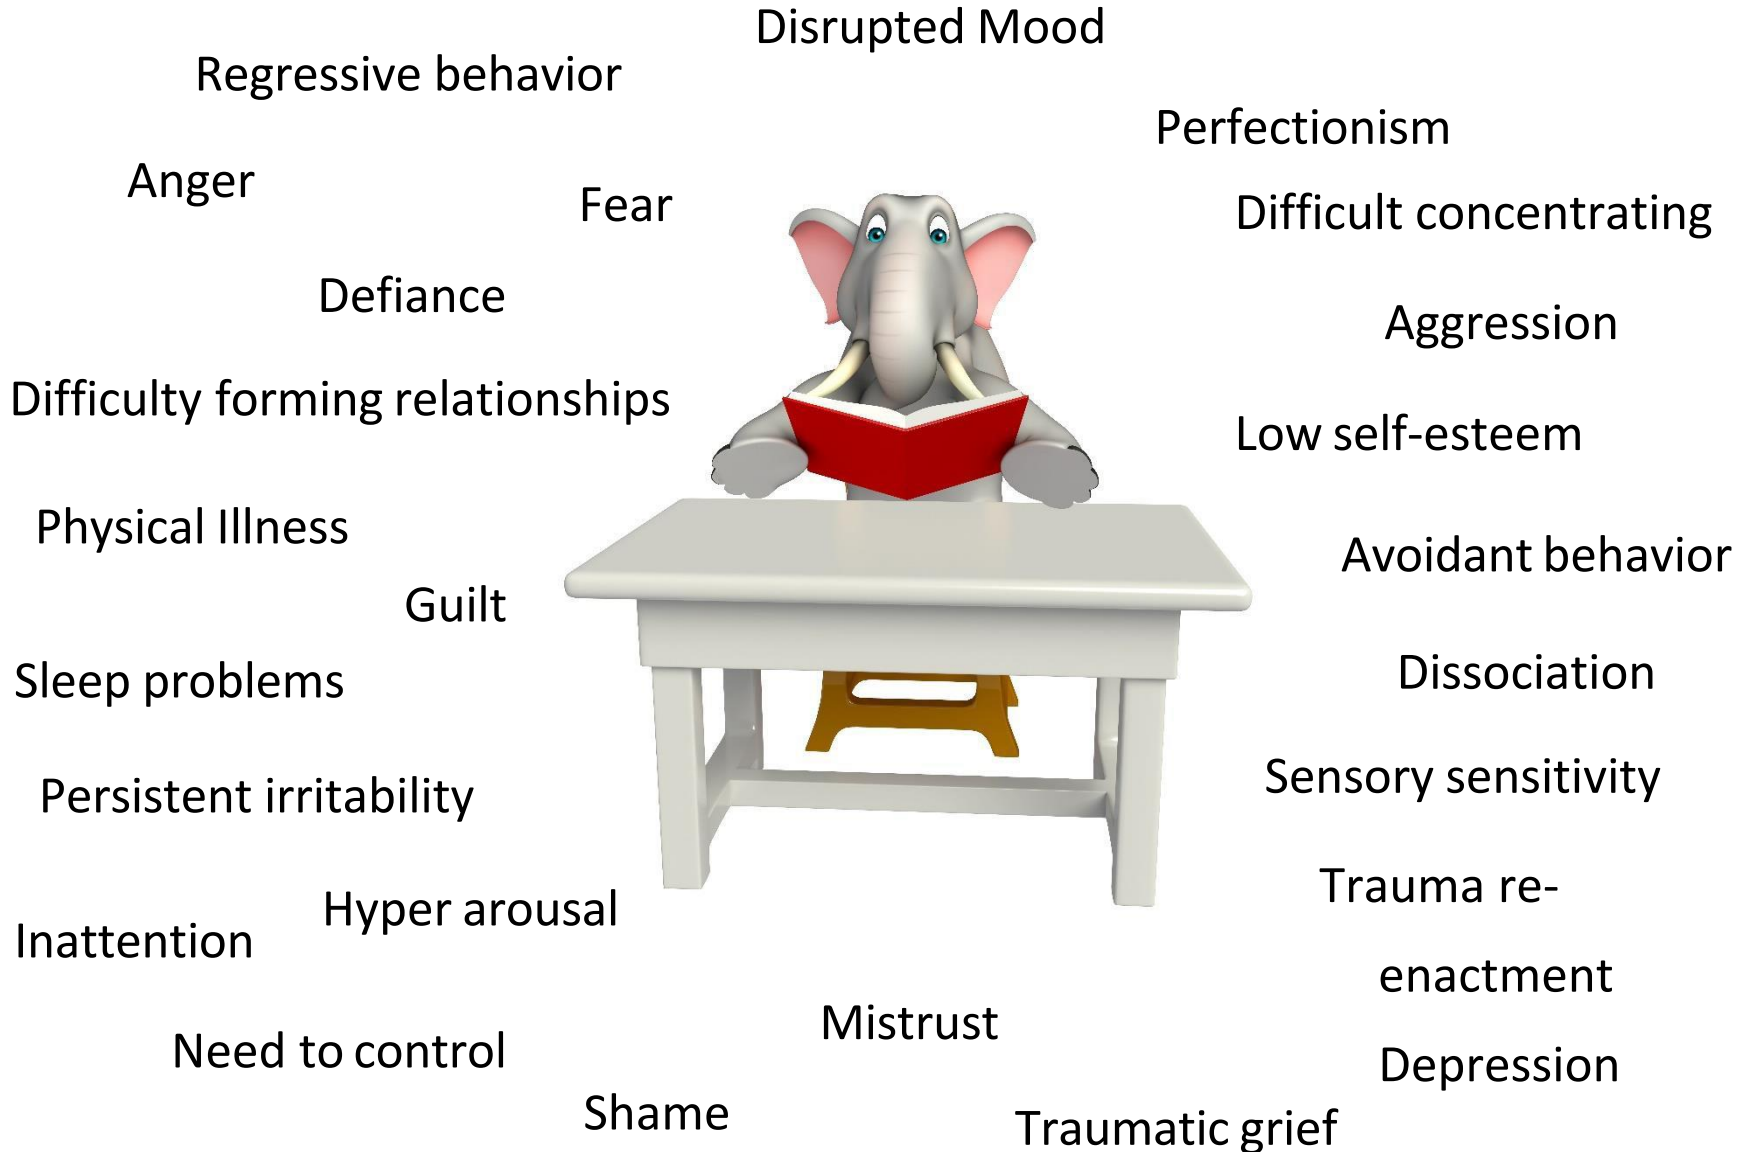 Disrupted Mood
Regressive behavior
Perfectionism
Anger
Fear
Difficult concentrating
Defiance
Aggression
Difficulty forming relationships
Low self-esteem
Physical Illness
Avoidant behavior
Guilt
Dissociation
Sleep problems
Sensory sensitivity
Persistent irritability
Trauma re-
enactment
Hyper arousal
Inattention
Mistrust
Need to control
Depression
Shame
Traumatic grief